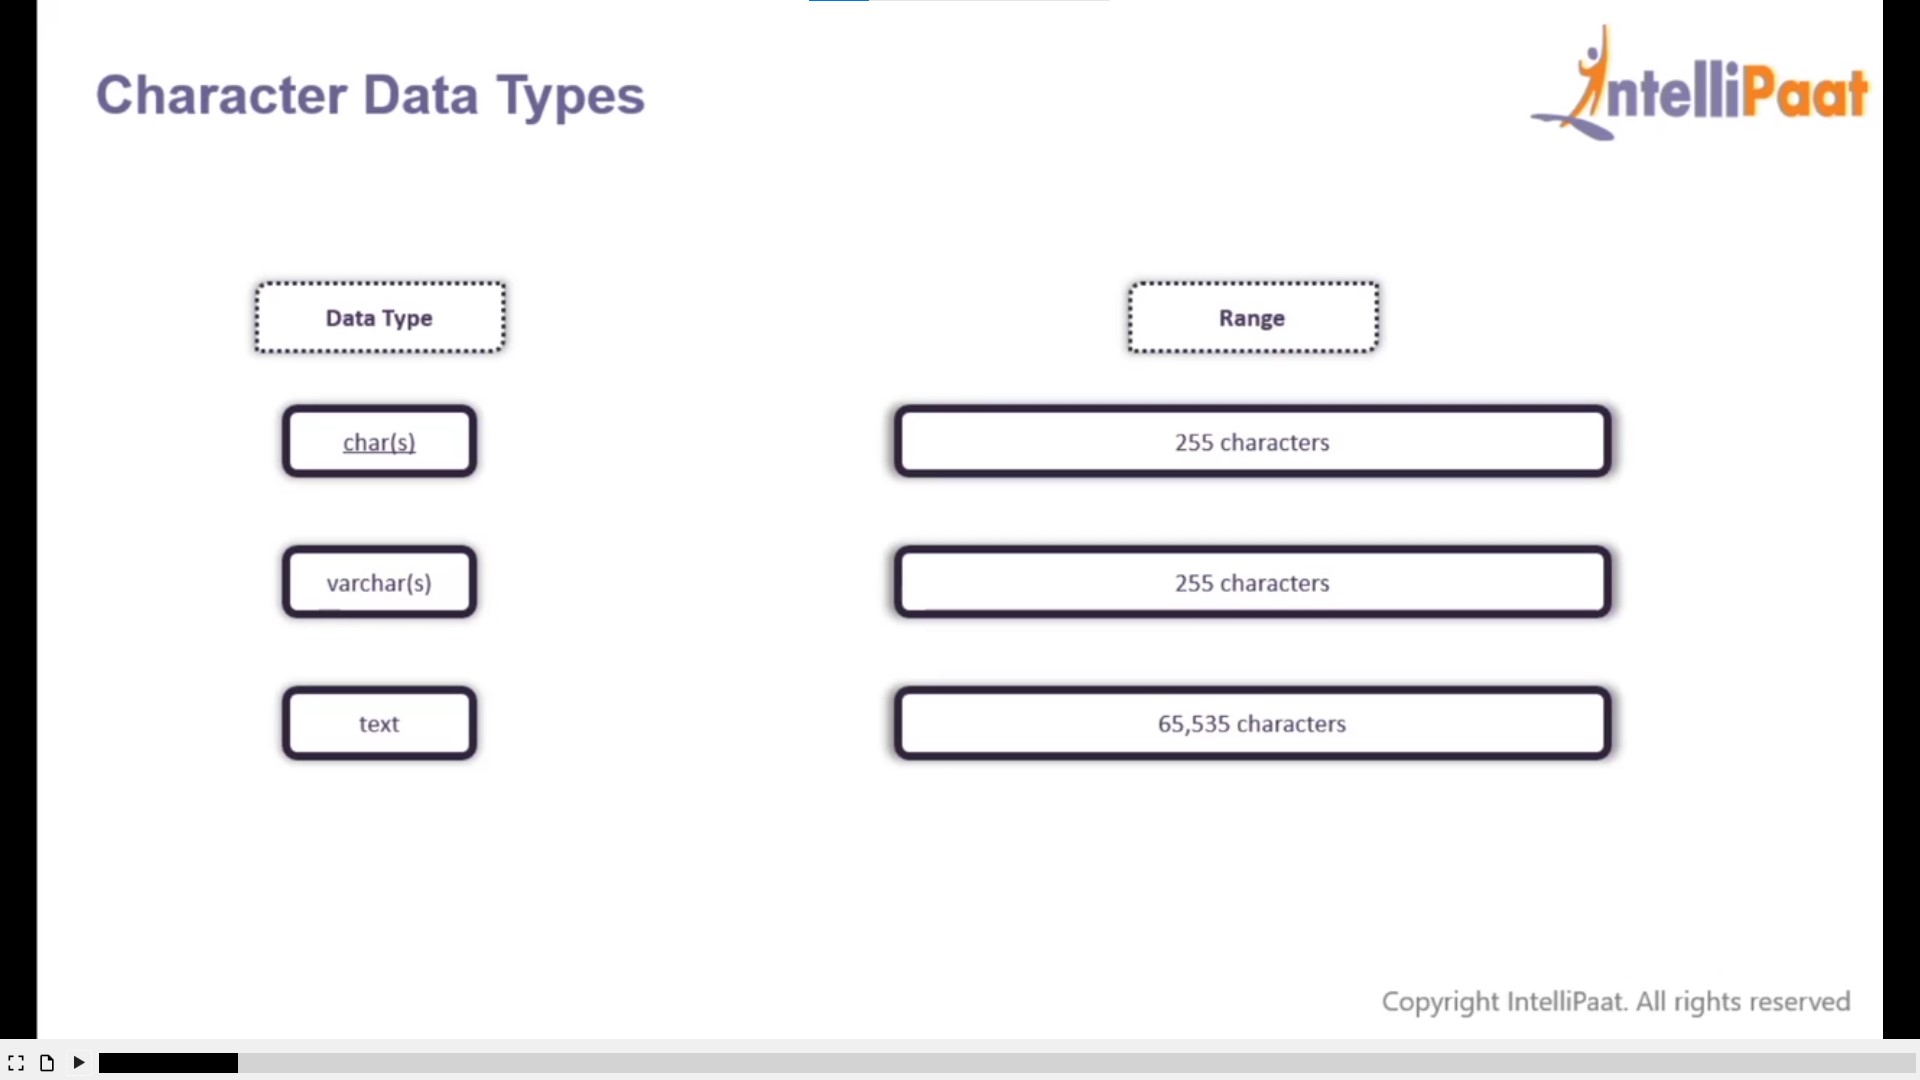 Character Data Types
IntelliPaat
Data Type
Range
char(s)
255 characters
varchar(s)
255 characters
text
65,535 characters
Copyright IntelliPaat. All rights reserved